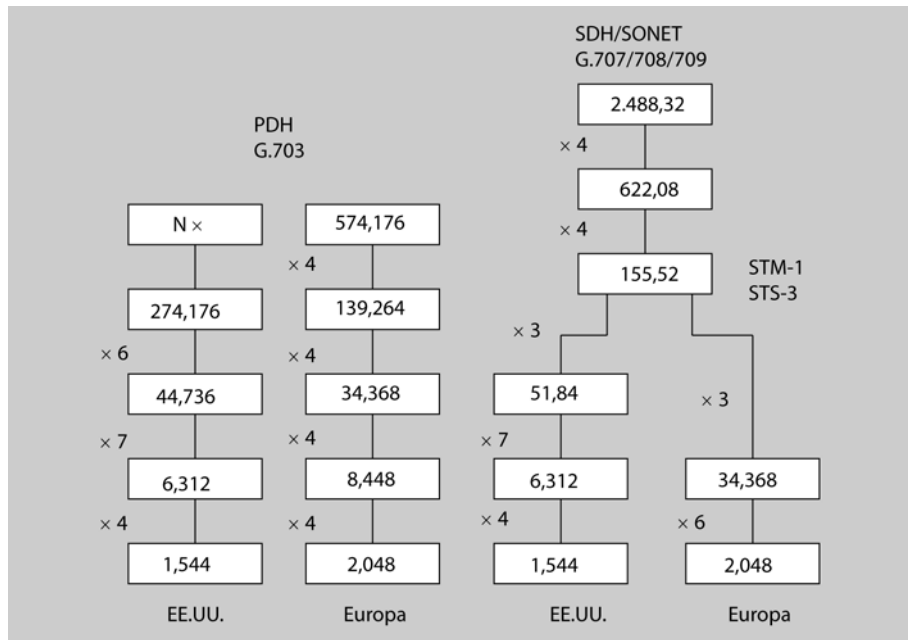 SDH/SONET
G.707/708/709
2.488,32
× 4
622,08
× 4
155,52
STM-1
STS-3
× 3
51,84
× 3
× 7
6,312
34,368
× 4
× 6
1,544
2,048
EE.UU.
Europa
PDH
G.703
N ×
574,176
× 4
274,176
139,264
× 6
× 4
44,736
34,368
× 7
× 4
6,312
8,448
× 4
× 4
1,544
2,048
EE.UU.
Europa